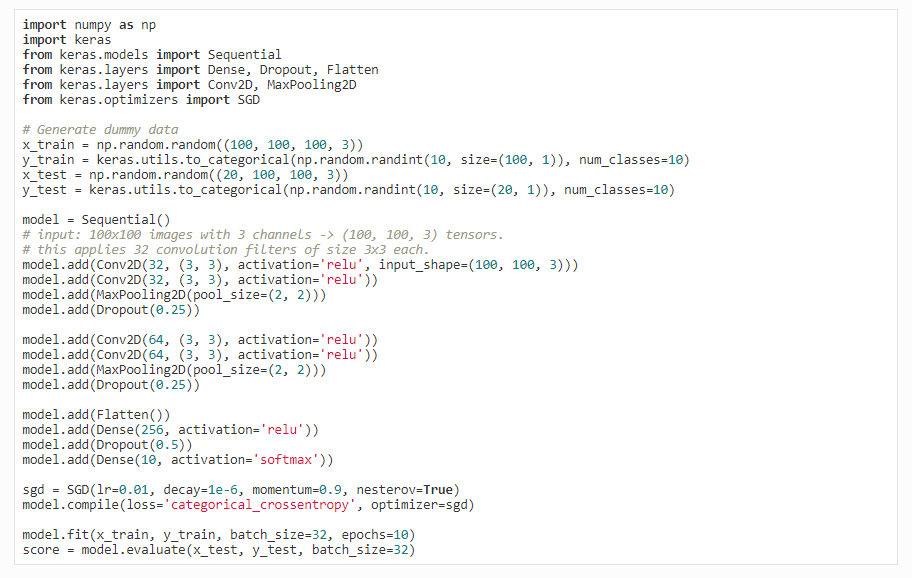 import numpy as np
import keras
from keras.models import Sequential
from keras.layers import Dense, Dropout, Flatten
from keras.layers import Conv2D, MaxPooling2D
from keras.optimizers import SGD

# Generate dummy data
x_train = np.random.random((100, 100, 100, 3))
y_train = keras.utils.to_categorical(np.random.randint(10, size=(100, 1)), num_classes=10)
x_test = np.random.random((20, 100, 100, 3))
y_test = keras.utils.to_categorical(np.random.randint(10, size=(20, 1)), num_classes=10)

model = Sequential()
# input: 100x100 images with 3 channels -> (100, 100, 3) tensors.
# this applies 32 convolution filters of size 3x3 each.
model.add(Conv2D(32, (3, 3), activation='relu', input_shape=(100, 100, 3)))
model.add(Conv2D(32, (3, 3), activation='relu'))
model.add(MaxPooling2D(pool_size=(2, 2)))
model.add(Dropout(0.25))

model.add(Conv2D(64, (3, 3), activation='relu'))
model.add(Conv2D(64, (3, 3), activation='relu'))
model.add(MaxPooling2D(pool_size=(2, 2)))
model.add(Dropout(0.25))

model.add(Flatten())
model.add(Dense(256, activation='relu'))
model.add(Dropout(0.5))
model.add(Dense(10, activation='softmax'))

sgd = SGD(lr=0.01, decay=1e-6, momentum=0.9, nesterov=True)
model.compile(loss='categorical_crossentropy', optimizer=sgd)

model.fit(x_train, y_train, batch_size=32, epochs=10)
score = model.evaluate(x_test, y_test, batch_size=32)